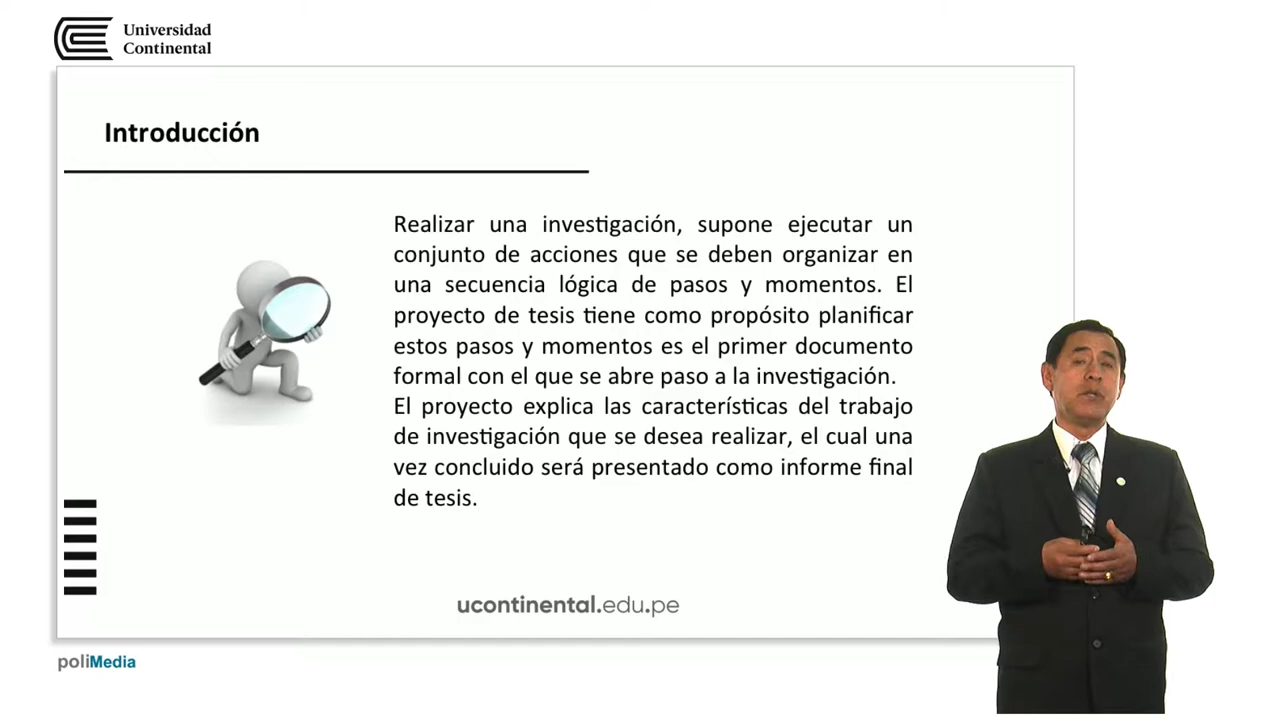 Universidad
Continental
Introducción
Realizar una investigación, supone ejecutar un
conjunto de acciones que se deben organizar en
una secuencia lógica de pasos y momentos. El
proyecto de tesis tiene como propósito planificar
estos pasos y momentos es el primer documento
formal con el que se abre paso a la investigación.
El proyecto explica las características del trabajo
de investigación que se desea realizar, el cual una
vez concluido será presentado como informe final
de tesis.
ucontinental.edu.pe
poliMedia